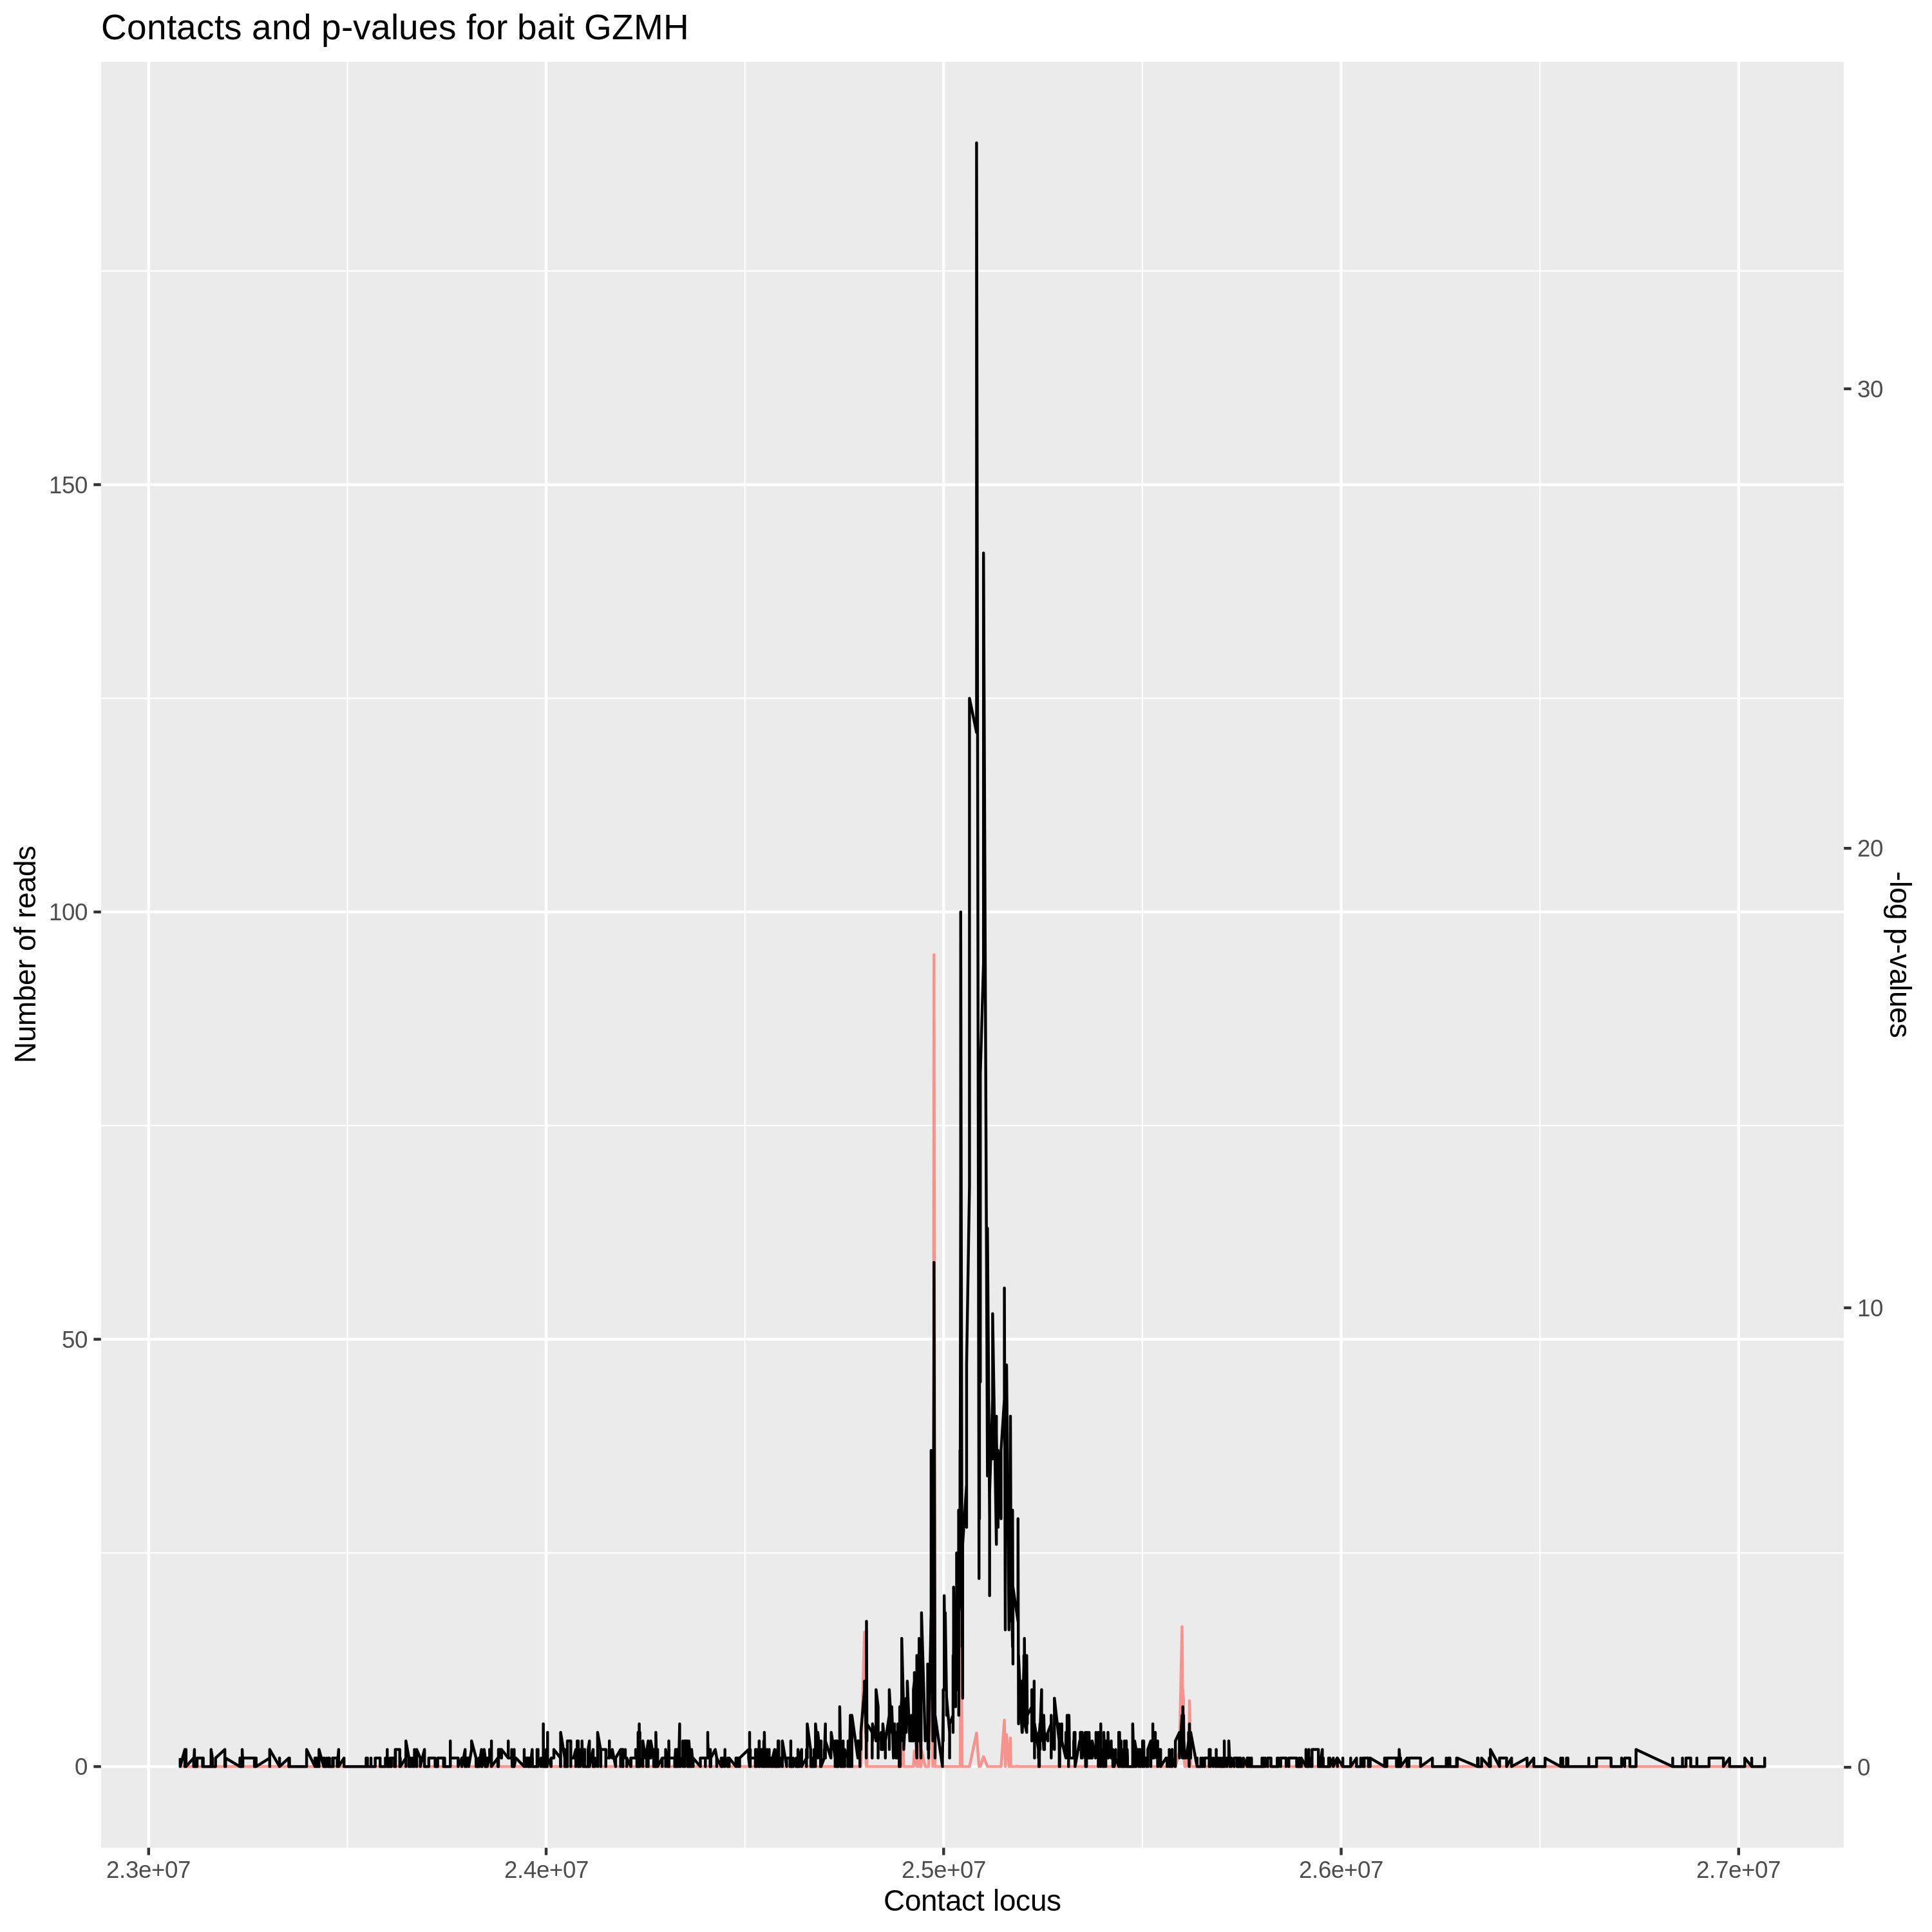 Contacts and p-values for bait GZMH
150
100
50
0
Number of reads
30
20
10
0
-log p-values
2.3e+07 2.4e+07 2.5e+07 2.6e+07 2.7e+07
Contact locus